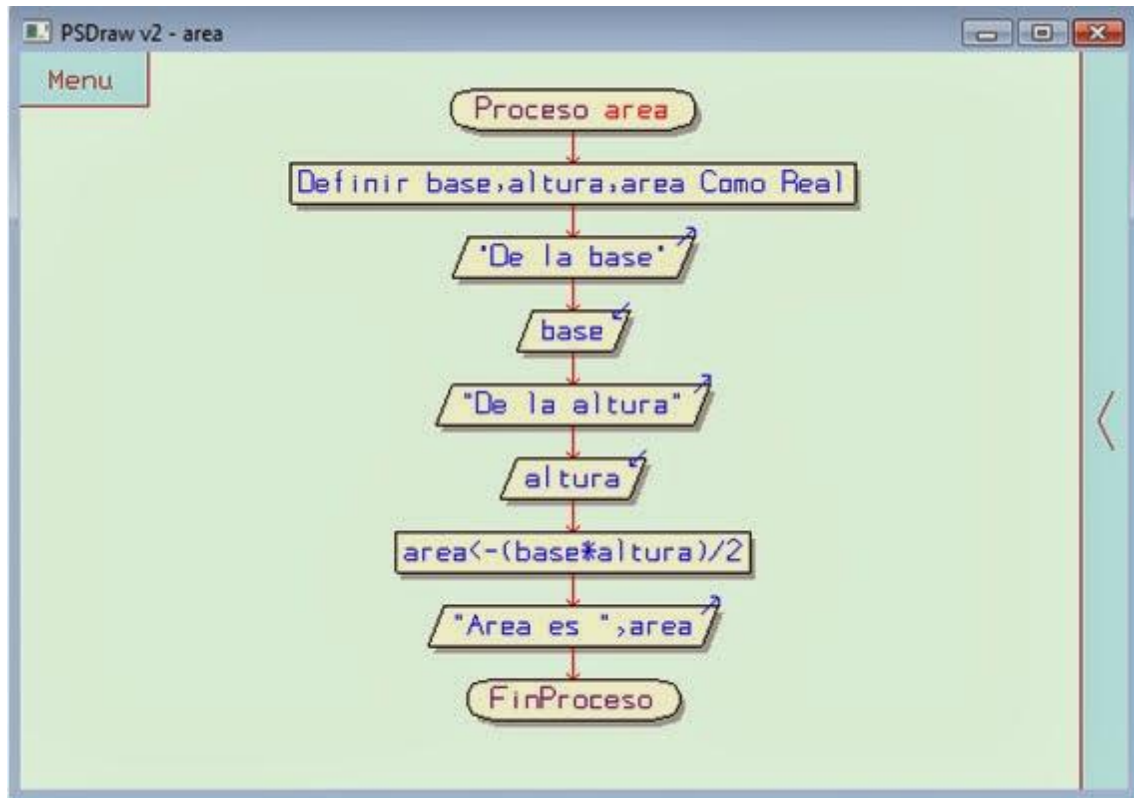 PSDraw v2 - area
Menu
Proceso area
Definir base,altura,area Como Real
"De la base"
base
"De la altura"
altura
area<-(base*altura)/2
"Area es ",area
FinProceso